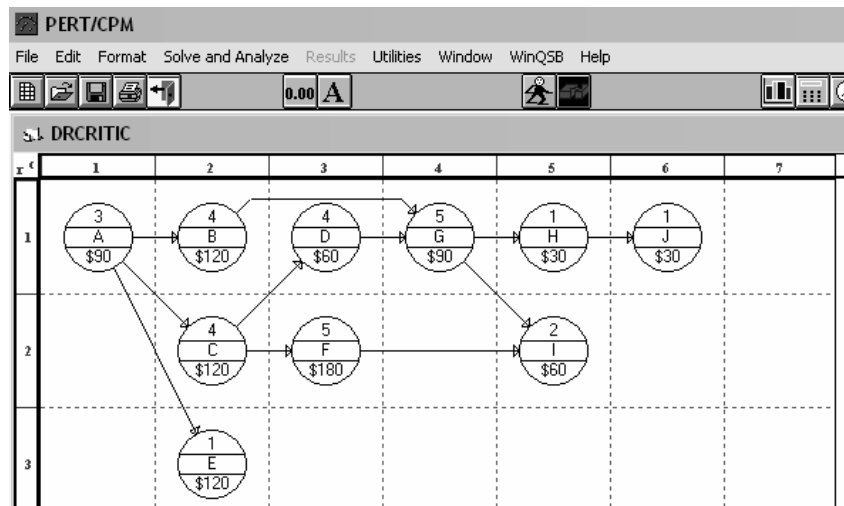 PERT/CPM
File Edit Format Solve and Analyze Results Utilities Window WinQSB Help
0.00 A
DRCRITIC
1 2 3 4 5 6 7
1
3
A
$90
4
B
$120
4
D
$60
5
G
$90
1
H
$30
1
J
$30
2
4
C
$120
5
F
$180
2
I
$60
3
1
E
$120